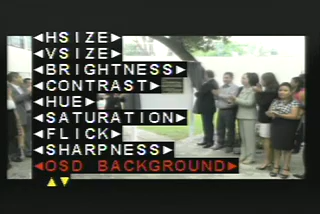 ◀HSIZE▶
◀VSIZE▶
◀BRIGHTNESS▶
◀CONTRAST▶
◀HUE▶
◀SATURATION▶
◀FLICK▶
◀SHARPNESS▶
◀OSD BACKGROUND▶
▲▼